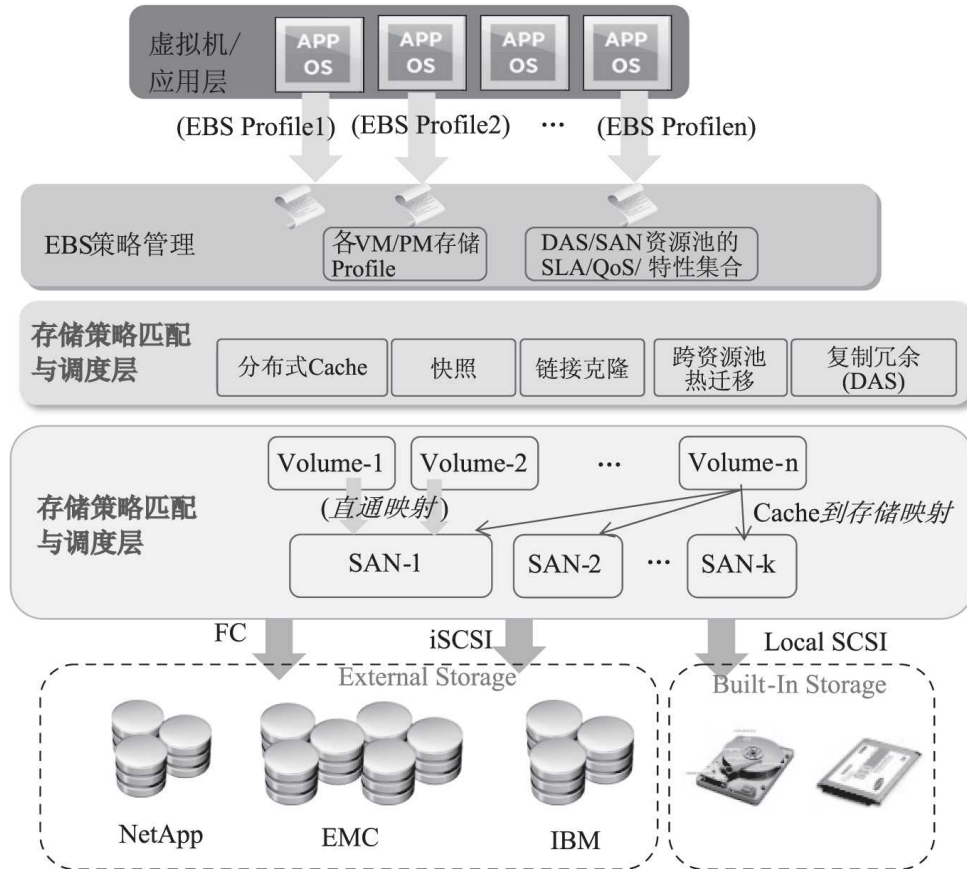 虚拟机/
应用层
APP
OS
APP
OS
APP
OS
APP
OS
(EBS Profile1)
(EBS Profile2)
···
(EBS Profilen)
EBS策略管理
各VM/PM存储
Profile
DAS/SAN资源池的
SLA/QoS/特性集合
存储策略匹配
与调度层
分布式Cache
快照
链接克隆
跨资源池
热迁移
复制冗余
(DAS)
Volume-1
Volume-2
···
Volume-n
存储策略匹配
与调度层
(直通映射)
Cache到存储映射
SAN-1
SAN-2
···
SAN-k
FC
iSCSI
Local SCSI
External Storage
Built-In Storage
NetApp
EMC
IBM